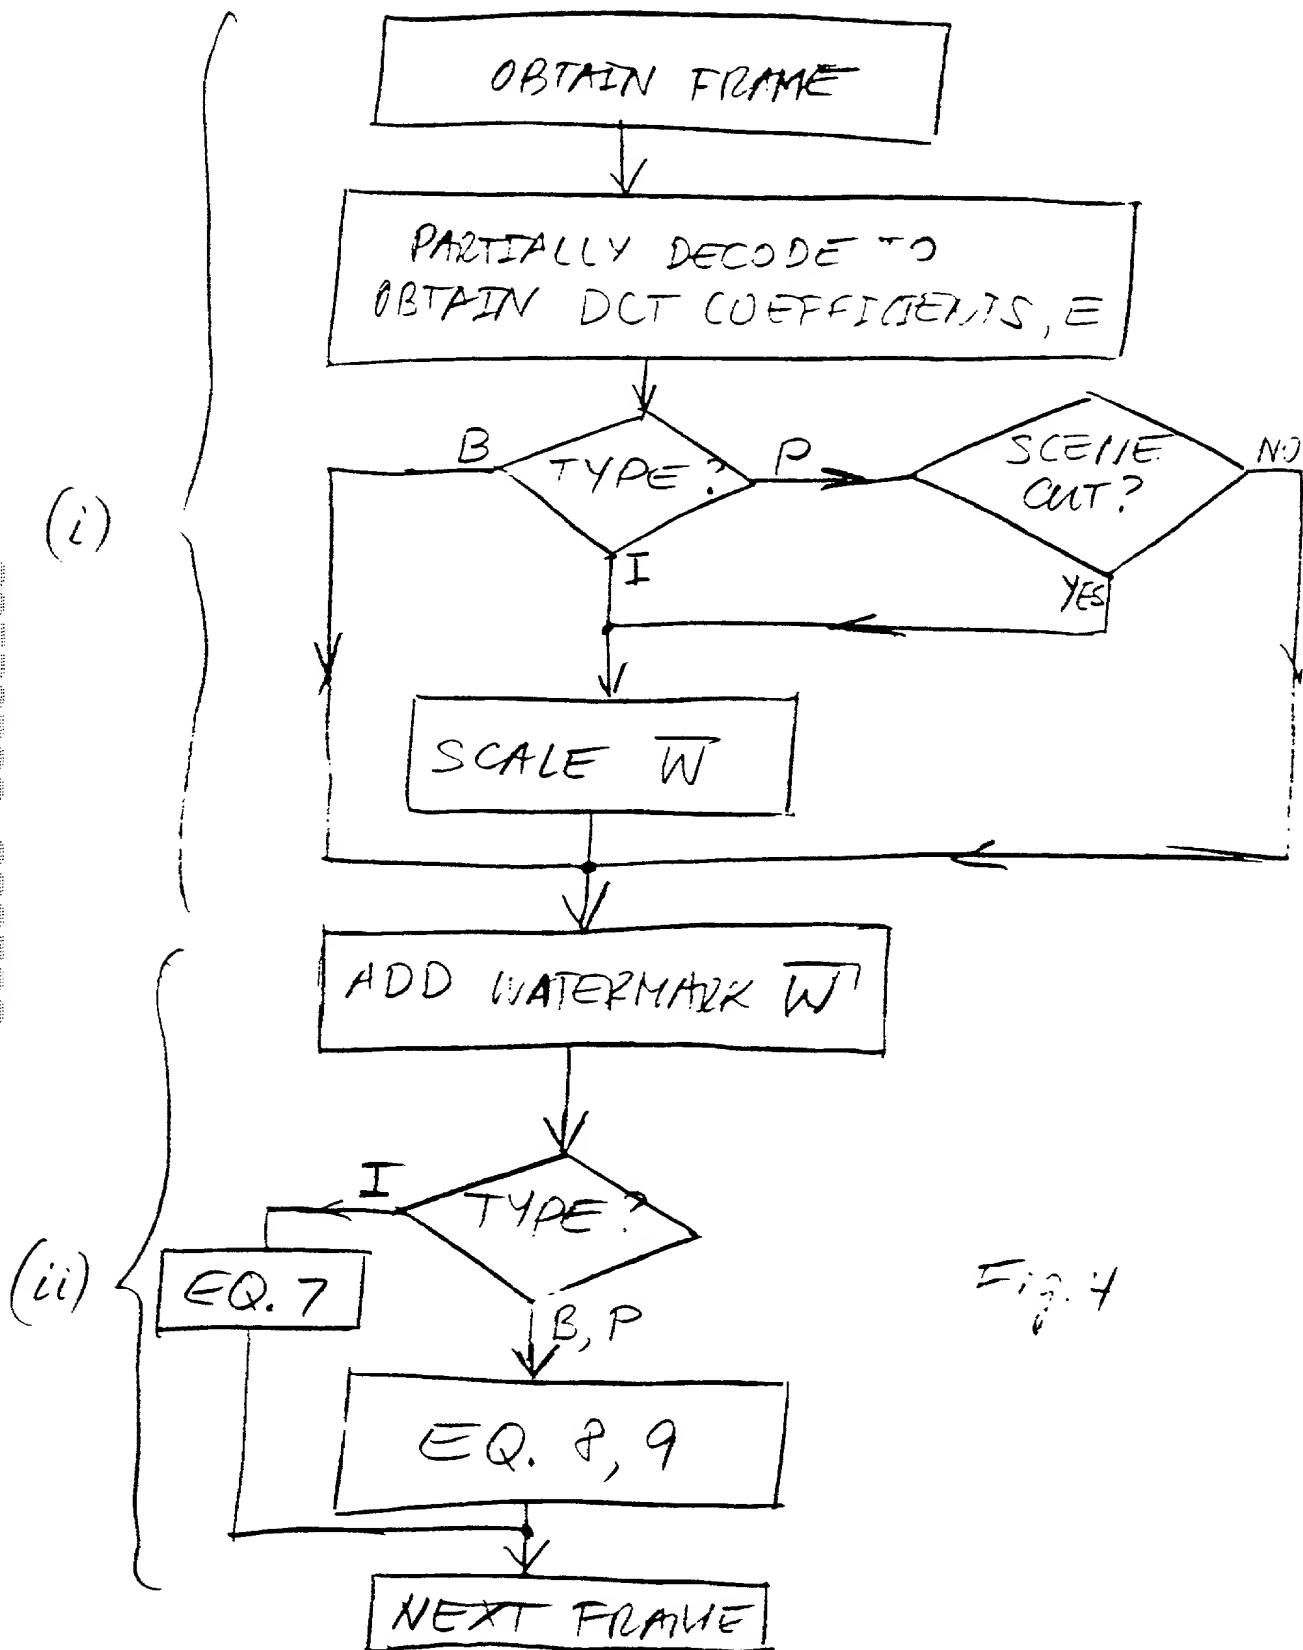 OBTAIN FRAME
PARTIALLY DECODE TO
OBTAIN DCT COEFFICIENTS, E
B
TYPE?
P
SCENE
CUT?
NO
(i)
I
YES
SCALE W̅
ADD WATERMARK W̅'
I
TYPE?
(ii)
EQ. 7
Fig. 4
B, P
EQ. 8, 9
NEXT FRAME